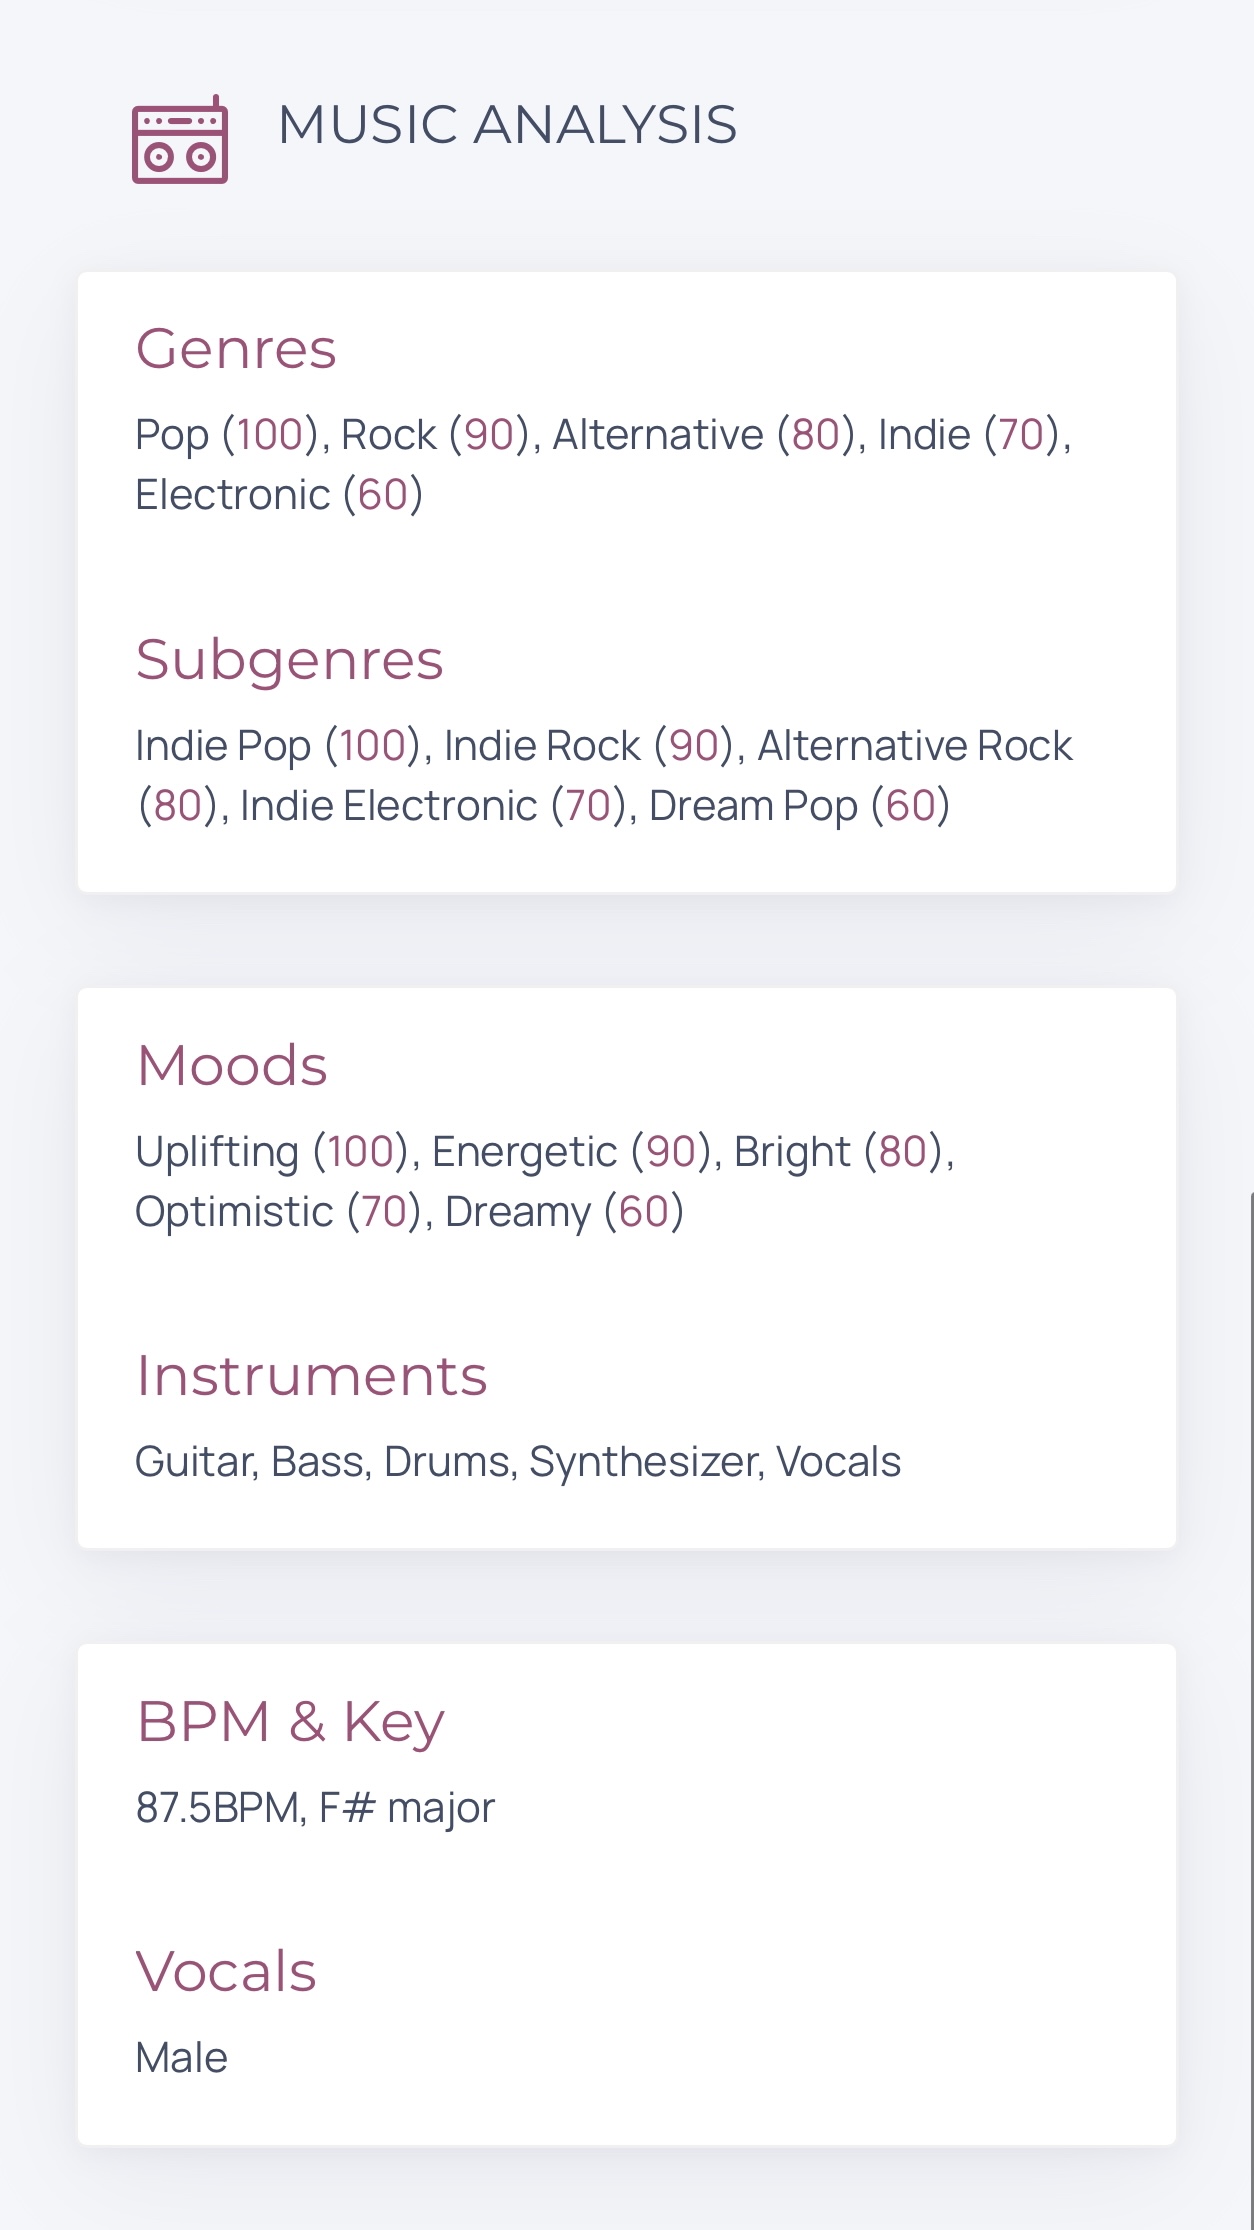 MUSIC ANALYSIS
Genres
Pop (100), Rock (90), Alternative (80), Indie (70),
Electronic (60)
Subgenres
Indie Pop (100), Indie Rock (90), Alternative Rock
(80), Indie Electronic (70), Dream Pop (60)
Moods
Uplifting (100), Energetic (90), Bright (80),
Optimistic (70), Dreamy (60)
Instruments
Guitar, Bass, Drums, Synthesizer, Vocals
BPM & Key
87.5BPM, F# major
Vocals
Male